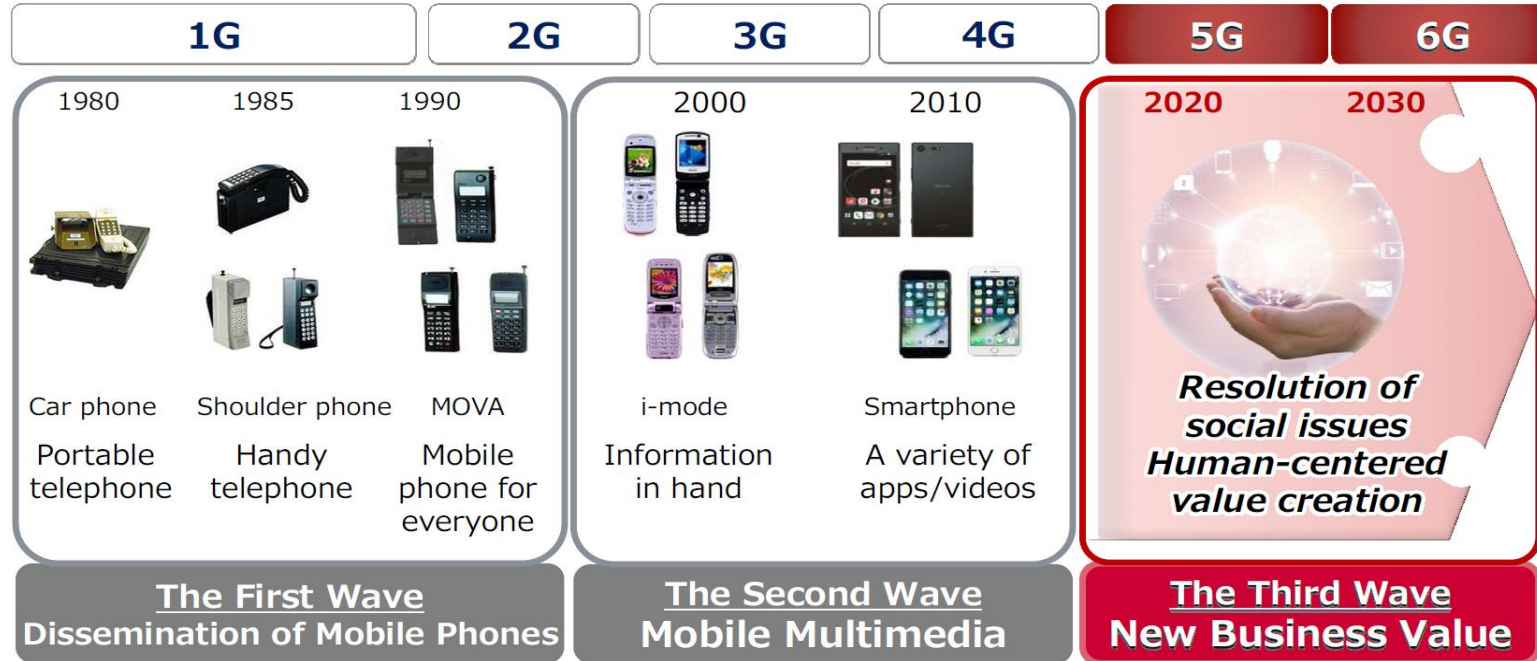 1G
2G
3G
4G
5G
6G
1980
1985
1990
2000
2010
2020
2030
Car phone
Shoulder phone
MOVA
i-mode
Smartphone
Portable
telephone
Handy
telephone
Mobile
phone for
everyone
Information
in hand
A variety of
apps/videos
Resolution of
social issues
Human-centered
value creation
The First Wave
Dissemination of Mobile Phones
The Second Wave
Mobile Multimedia
The Third Wave
New Business Value